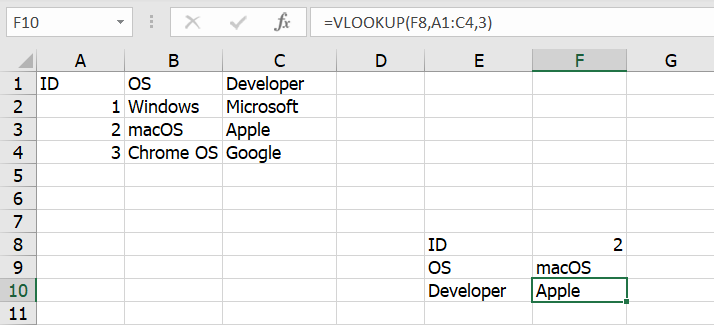 F10 fx =VLOOKUP(F8,A1:C4,3)
A B C D E F G
1 ID OS Developer
2 1 Windows Microsoft
3 2 macOS Apple
4 3 Chrome OS Google
5
6
7
8 ID 2
9 OS macOS
10 Developer Apple
11